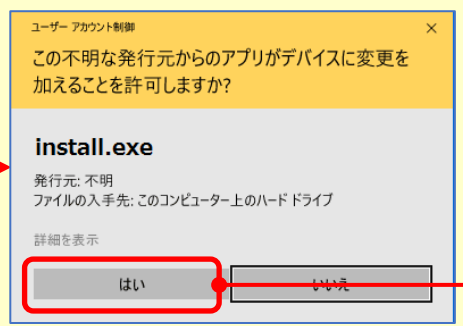 ユーザー アカウント制御
この不明な発行元からのアプリがデバイスに変更を
加えることを許可しますか?
install.exe
発行元: 不明
ファイルの入手先: このコンピューター上のハード ドライブ
詳細を表示
はい
いいえ